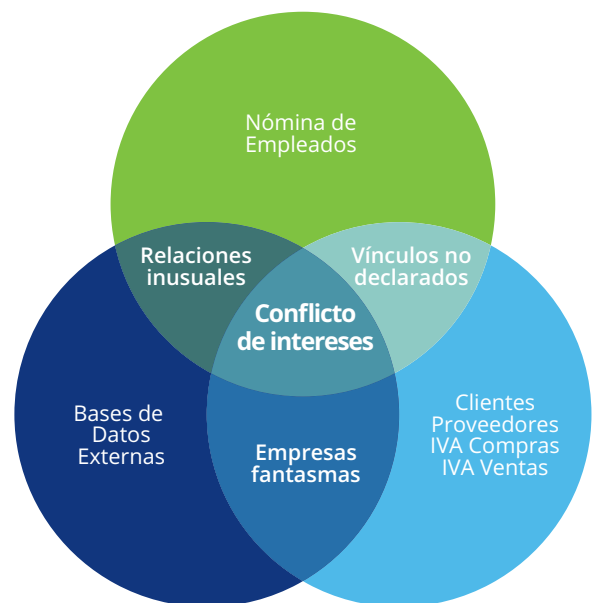 Nómina de
Empleados
Relaciones
inusuales
Vínculos no
declarados
Conflicto
de intereses
Bases de
Datos
Externas
Empresas
fantasmas
Clientes
Proveedores
IVA Compras
IVA Ventas